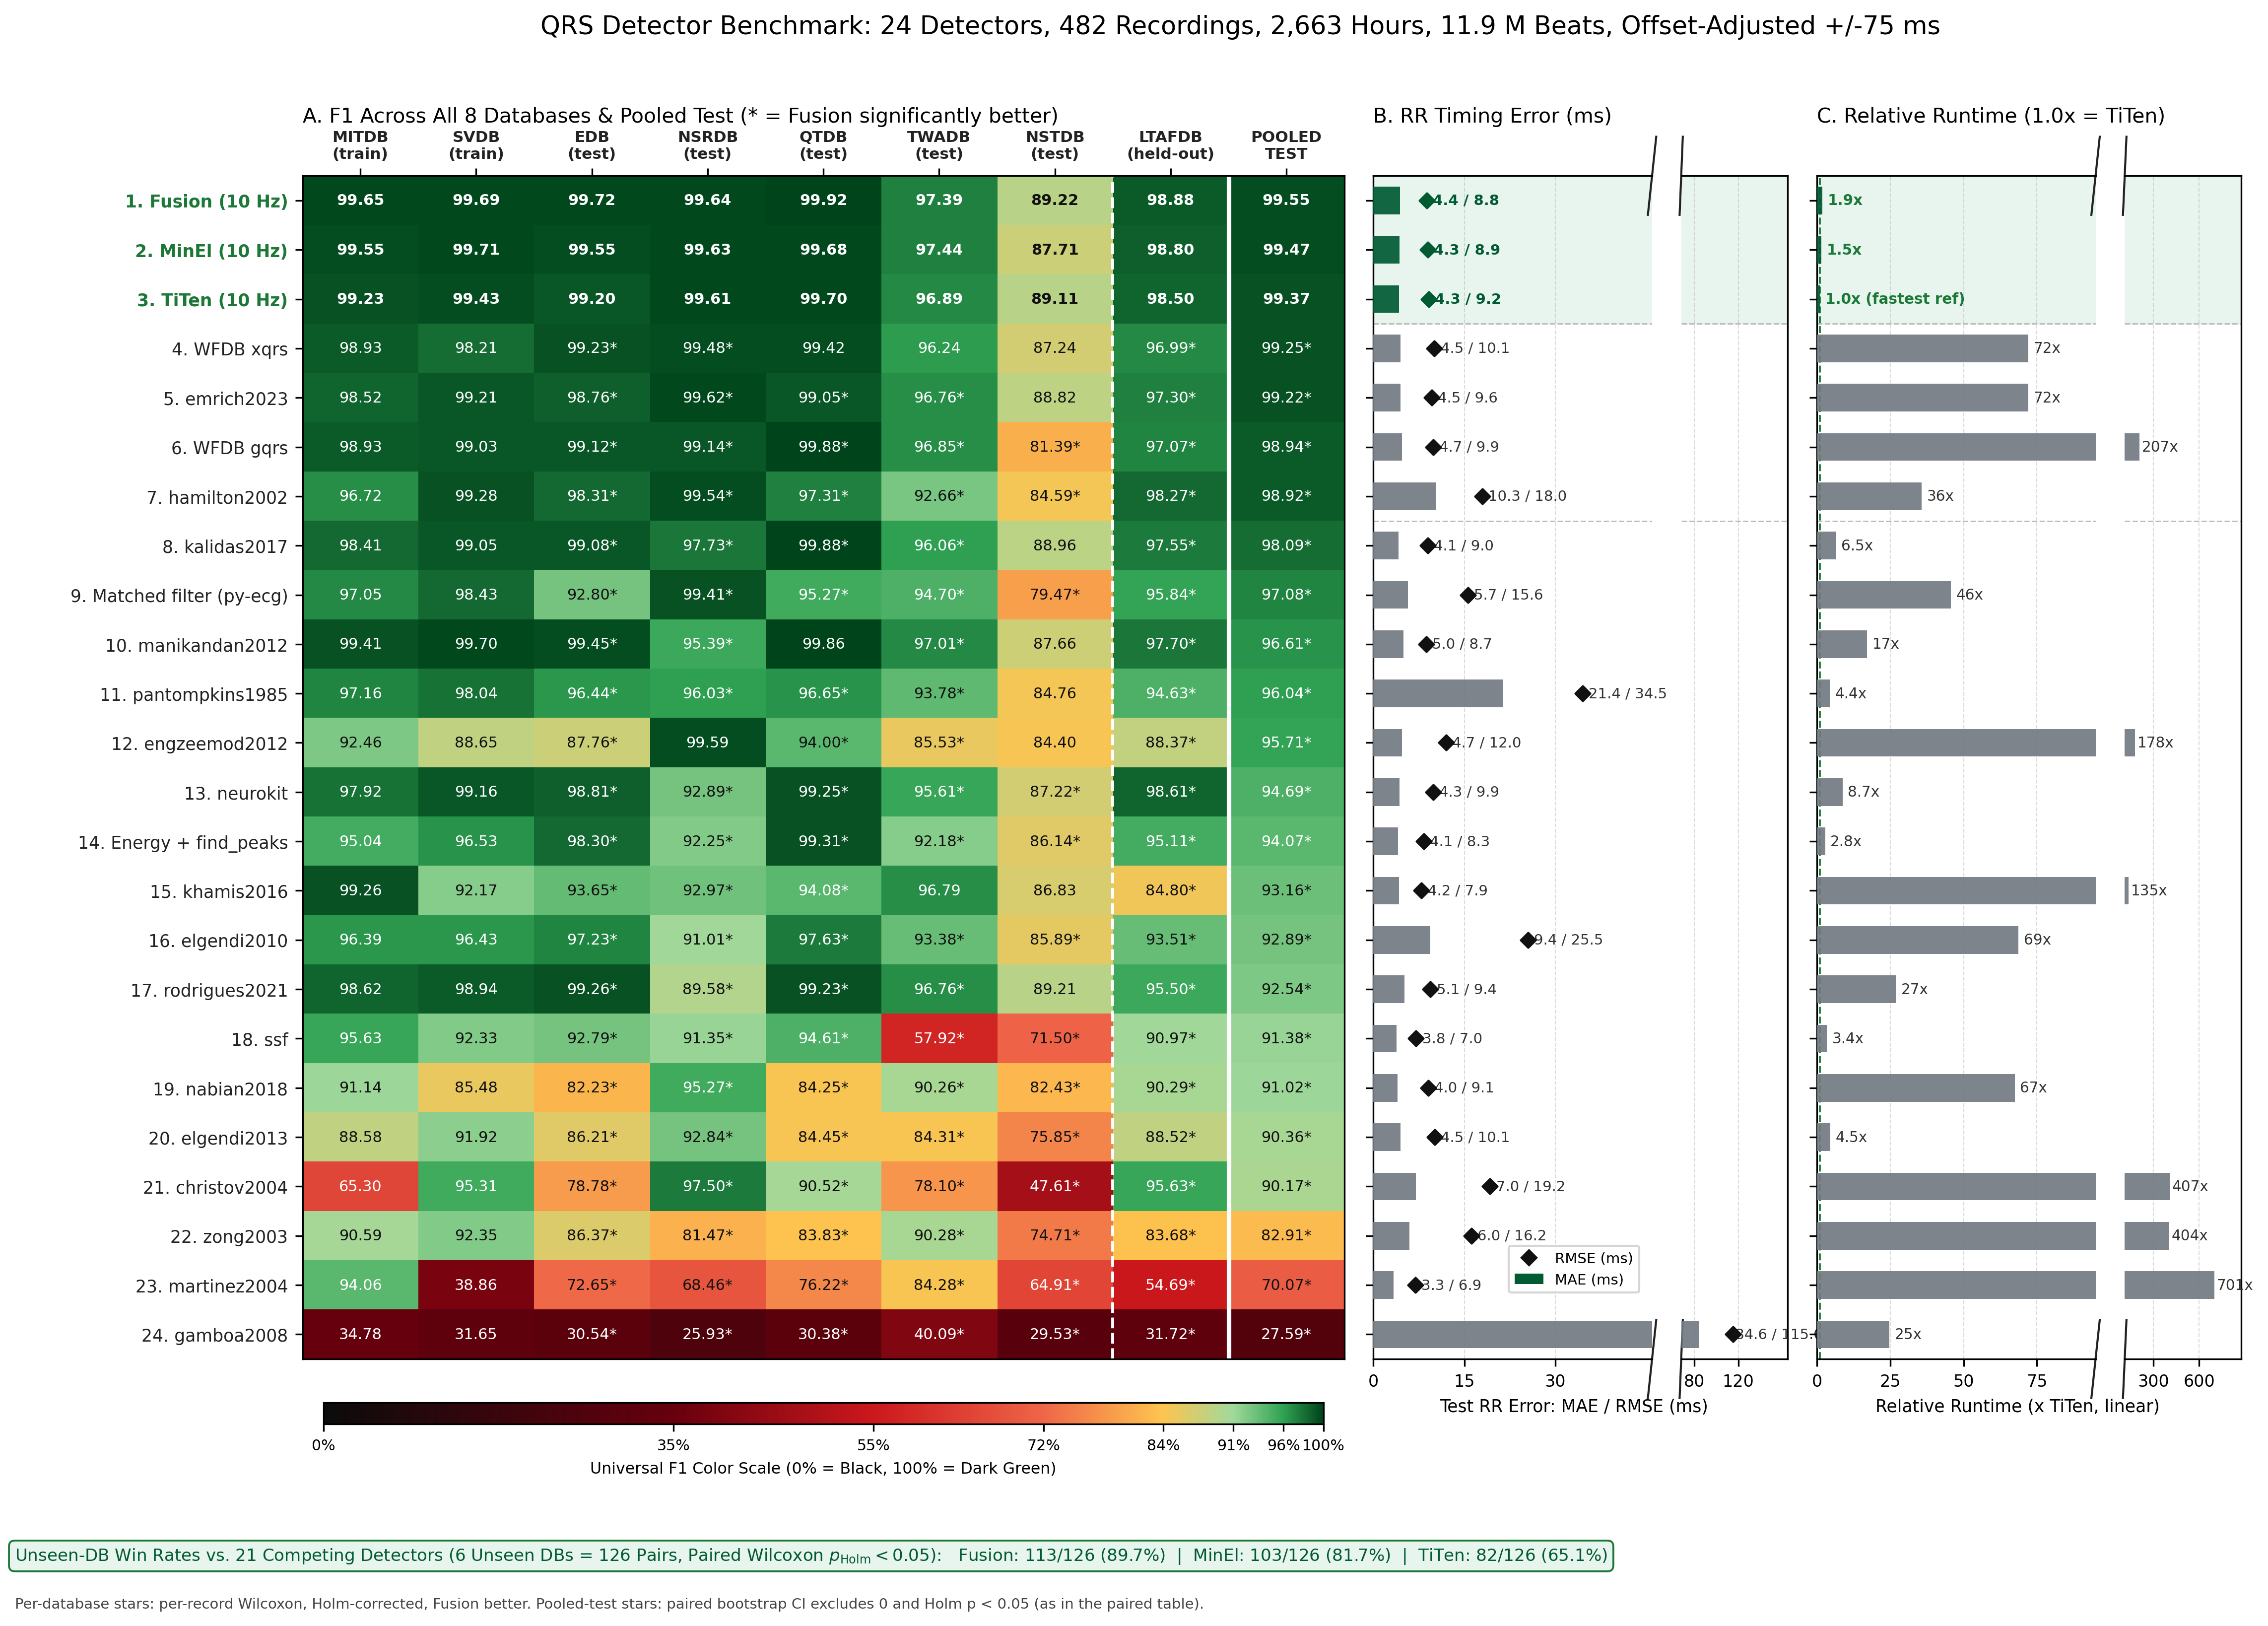 QRS Detector Benchmark: 24 Detectors, 482 Recordings, 2,663 Hours, 11.9 M Beats, Offset-Adjusted +/-75 ms
A. F1 Across All 8 Databases & Pooled Test (* = Fusion significantly better)
MITDB (train) SVDB (train) EDB (test) NSRDB (test) QTDB (test) TWADB (test) NSTDB (test) LTAFDB (held-out) POOLED TEST
B. RR Timing Error (ms)
C. Relative Runtime (1.0x = TiTen)
1. Fusion (10 Hz) 99.65 99.69 99.72 99.64 99.92 97.39 89.22 98.88 99.55 4.4 / 8.8 1.9x
2. MinEl (10 Hz) 99.55 99.71 99.55 99.63 99.68 97.44 87.71 98.80 99.47 4.3 / 8.9 1.5x
3. TiTen (10 Hz) 99.23 99.43 99.20 99.61 99.70 96.89 89.11 98.50 99.37 4.3 / 9.2 1.0x (fastest ref)
4. WFDB xqrs 98.93 98.21 99.23* 99.48* 99.42 96.24 87.24 96.99* 99.25* 4.5 / 10.1 72x
5. emrich2023 98.52 99.21 98.76* 99.62* 99.05* 96.76* 88.82 97.30* 99.22* 4.5 / 9.6 72x
6. WFDB gqrs 98.93 99.03 99.12* 99.14* 99.88* 96.85* 81.39* 97.07* 98.94* 4.7 / 9.9 207x
7. hamilton2002 96.72 99.28 98.31* 99.54* 97.31* 92.66* 84.59* 98.27* 98.92* 10.3 / 18.0 36x
8. kalidas2017 98.41 99.05 99.08* 97.73* 99.88* 96.06* 88.96 97.55* 98.09* 4.1 / 9.0 6.5x
9. Matched filter (py-ecg) 97.05 98.43 92.80* 99.41* 95.27* 94.70* 79.47* 95.84* 97.08* 5.7 / 15.6 46x
10. manikandan2012 99.41 99.70 99.45* 95.39* 99.86 97.01* 87.66 97.70* 96.61* 5.0 / 8.7 17x
11. pantompkins1985 97.16 98.04 96.44* 96.03* 96.65* 93.78* 84.76 94.63* 96.04* 21.4 / 34.5 4.4x
12. engzeemod2012 92.46 88.65 87.76* 99.59 94.00* 85.53* 84.40 88.37* 95.71* 4.7 / 12.0 178x
13. neurokit 97.92 99.16 98.81* 92.89* 99.25* 95.61* 87.22* 98.61* 94.69* 4.3 / 9.9 8.7x
14. Energy + find_peaks 95.04 96.53 98.30* 92.25* 99.31* 92.18* 86.14* 95.11* 94.07* 4.1 / 8.3 2.8x
15. khamis2016 99.26 92.17 93.65* 92.97* 94.08* 96.79 86.83 84.80* 93.16* 4.2 / 7.9 135x
16. elgendi2010 96.39 96.43 97.23* 91.01* 97.63* 93.38* 85.89* 93.51* 92.89* 9.4 / 25.5 69x
17. rodrigues2021 98.62 98.94 99.26* 89.58* 99.23* 96.76* 89.21 95.50* 92.54* 5.1 / 9.4 27x
18. ssf 95.63 92.33 92.79* 91.35* 94.61* 57.92* 71.50* 90.97* 91.38* 3.8 / 7.0 3.4x
19. nabian2018 91.14 85.48 82.23* 95.27* 84.25* 90.26* 82.43* 90.29* 91.02* 4.0 / 9.1 67x
20. elgendi2013 88.58 91.92 86.21* 92.84* 84.45* 84.31* 75.85* 88.52* 90.36* 4.5 / 10.1 4.5x
21. christov2004 65.30 95.31 78.78* 97.50* 90.52* 78.10* 47.61* 95.63* 90.17* 7.0 / 19.2 407x
22. zong2003 90.59 92.35 86.37* 81.47* 83.83* 90.28* 74.71* 83.68* 82.91* 6.0 / 16.2 404x
RMSE (ms)
MAE (ms)
23. martinez2004 94.06 38.86 72.65* 68.46* 76.22* 84.28* 64.91* 54.69* 70.07* 3.3 / 6.9 701x
24. gamboa2008 34.78 31.65 30.54* 25.93* 30.38* 40.09* 29.53* 31.72* 27.59* 25x
0 15 30 80 120
Test RR Error: MAE / RMSE (ms)
0 25 50 75 300 600
Relative Runtime (x TiTen, linear)
0% 35% 55% 72% 84% 91% 96% 100%
Universal F1 Color Scale (0% = Black, 100% = Dark Green)
Unseen-DB Win Rates vs. 21 Competing Detectors (6 Unseen DBs = 126 Pairs, Paired Wilcoxon pHolm < 0.05): Fusion: 113/126 (89.7%) | MinEl: 103/126 (81.7%) | TiTen: 82/126 (65.1%)
Per-database stars: per-record Wilcoxon, Holm-corrected, Fusion better. Pooled-test stars: paired bootstrap CI excludes 0 and Holm p < 0.05 (as in the paired table).